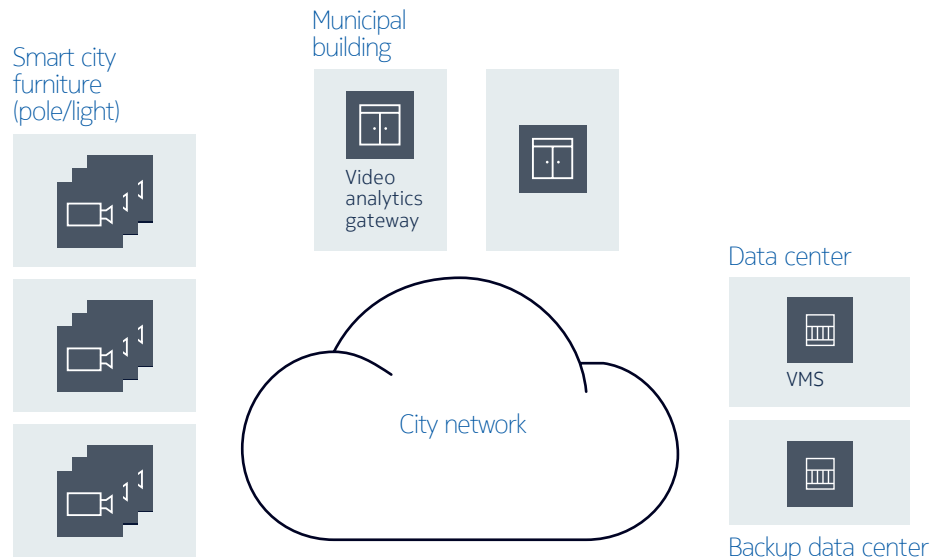 Smart city
furniture
(pole/light)
Municipal
building
Video
analytics
gateway
City network
Data center
VMS
Backup data center